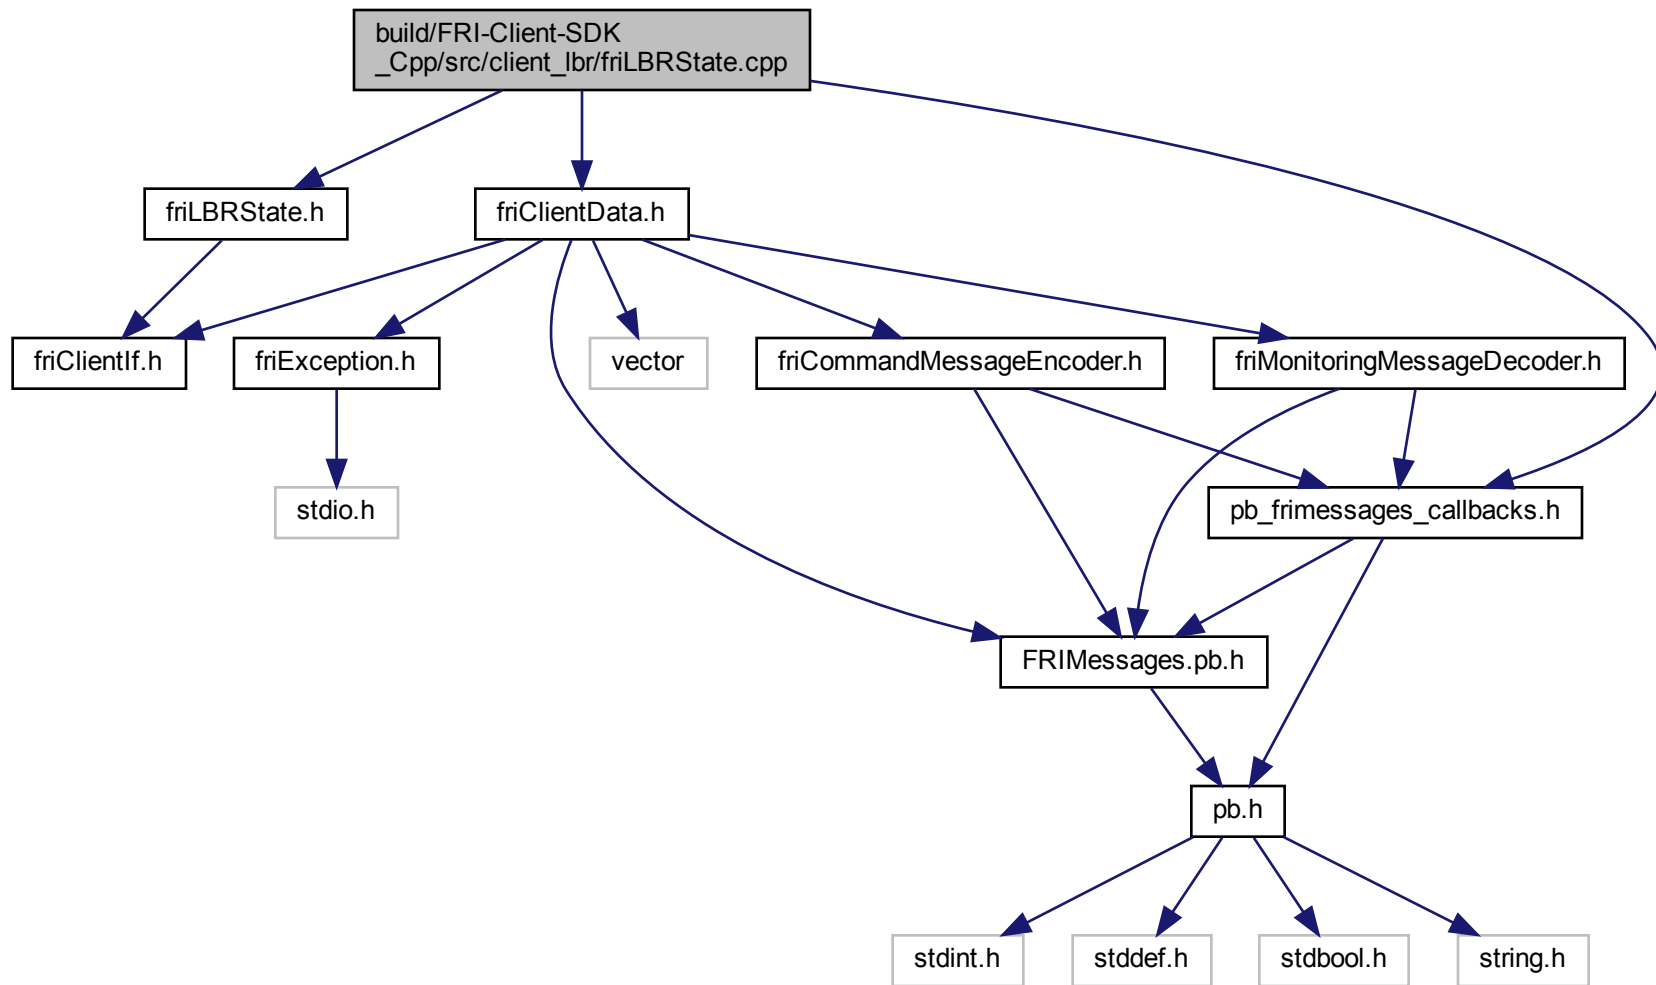 build/FRI-Client-SDK
_Cpp/src/client_lbr/friLBRState.cpp
friLBRState.h
friClientData.h
friClientIf.h
friException.h
vector
friCommandMessageEncoder.h
friMonitoringMessageDecoder.h
stdio.h
pb_frimessages_callbacks.h
FRIMessages.pb.h
pb.h
stdint.h
stddef.h
stdbool.h
string.h